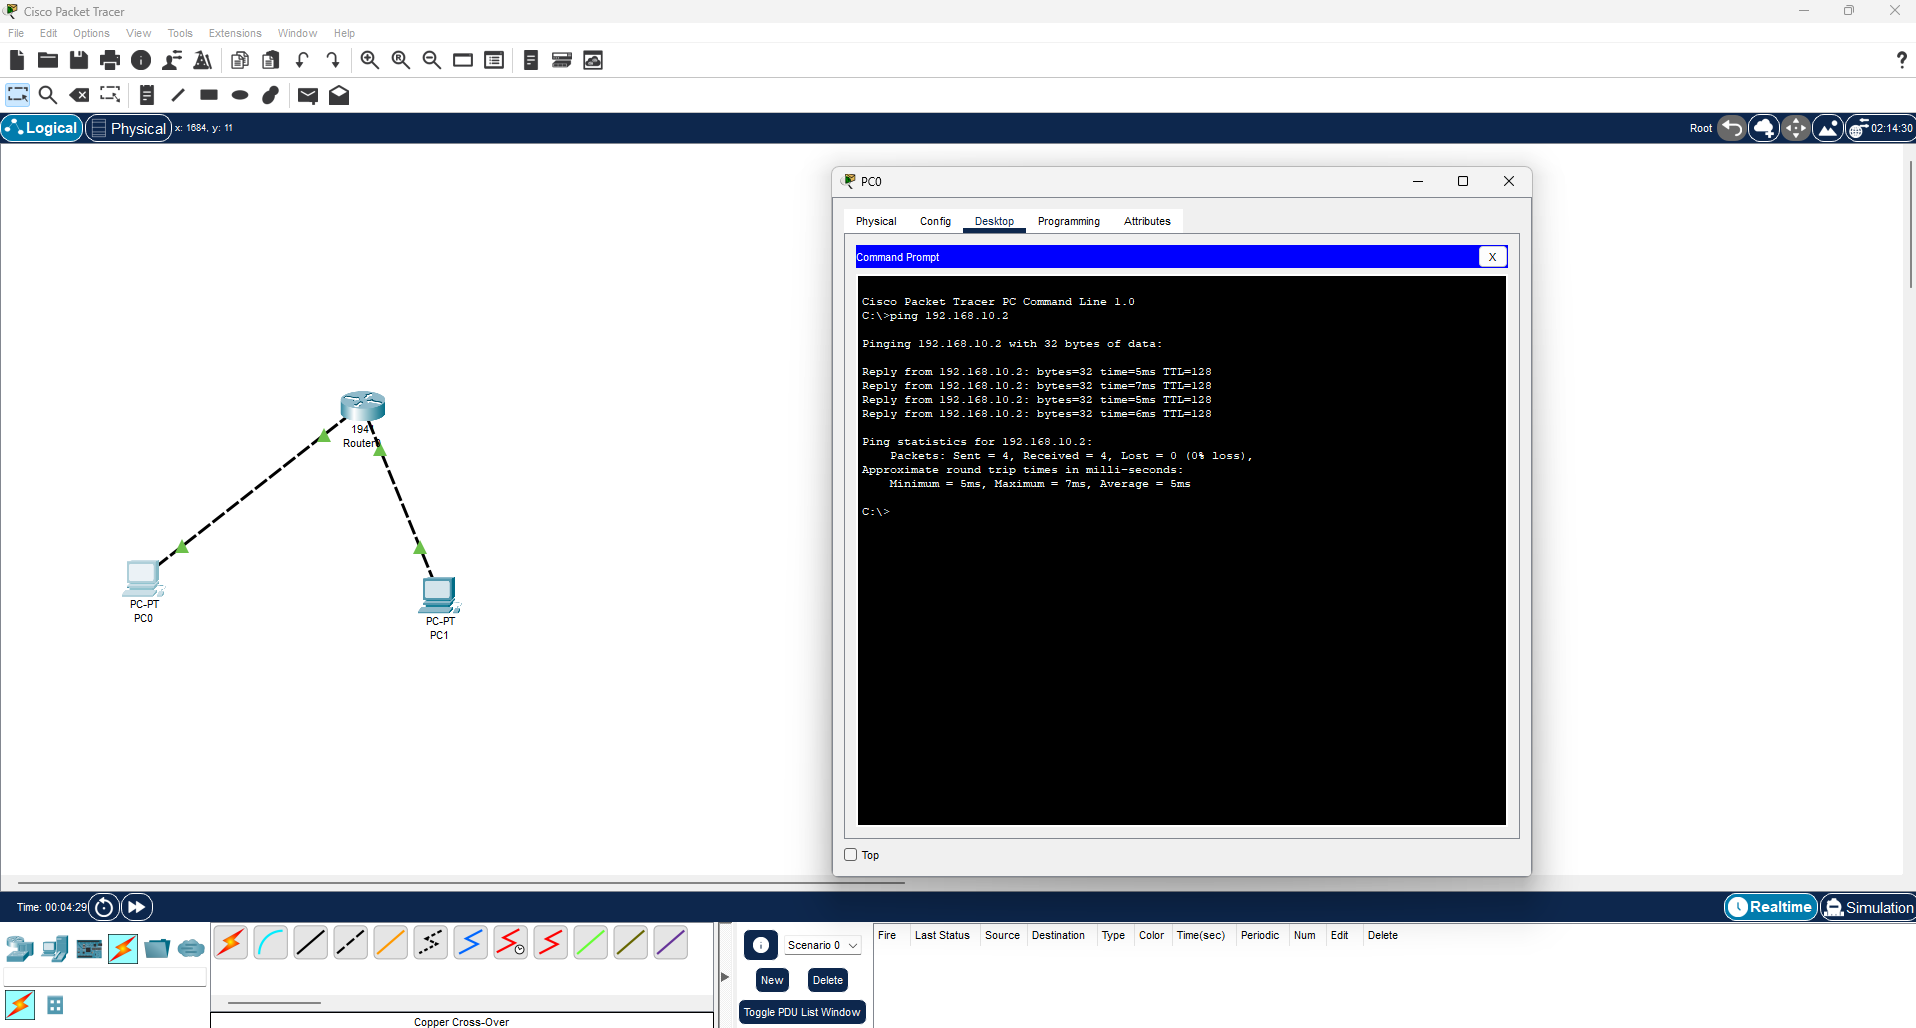 Cisco Packet Tracer
File Edit Options View Tools Extensions Window Help
?
Logical Physical x: 1684, y: 11 Root 02:14:30
PC0
Physical Config Desktop Programming Attributes
Command Prompt X
Cisco Packet Tracer PC Command Line 1.0
C:\>ping 192.168.10.2
Pinging 192.168.10.2 with 32 bytes of data:
Reply from 192.168.10.2: bytes=32 time=5ms TTL=128
Reply from 192.168.10.2: bytes=32 time=7ms TTL=128
Reply from 192.168.10.2: bytes=32 time=5ms TTL=128
Reply from 192.168.10.2: bytes=32 time=6ms TTL=128
Ping statistics for 192.168.10.2:
Packets: Sent = 4, Received = 4, Lost = 0 (0% loss),
Approximate round trip times in milli-seconds:
Minimum = 5ms, Maximum = 7ms, Average = 5ms
C:\>
Top
PC-PT
PC0
PC-PT
PC1
Time: 00:04:29 Realtime Simulation
Scenario 0
New Delete
Toggle PDU List Window
Fire Last Status Source Destination Type Color Time(sec) Periodic Num Edit Delete
Copper Cross-Over